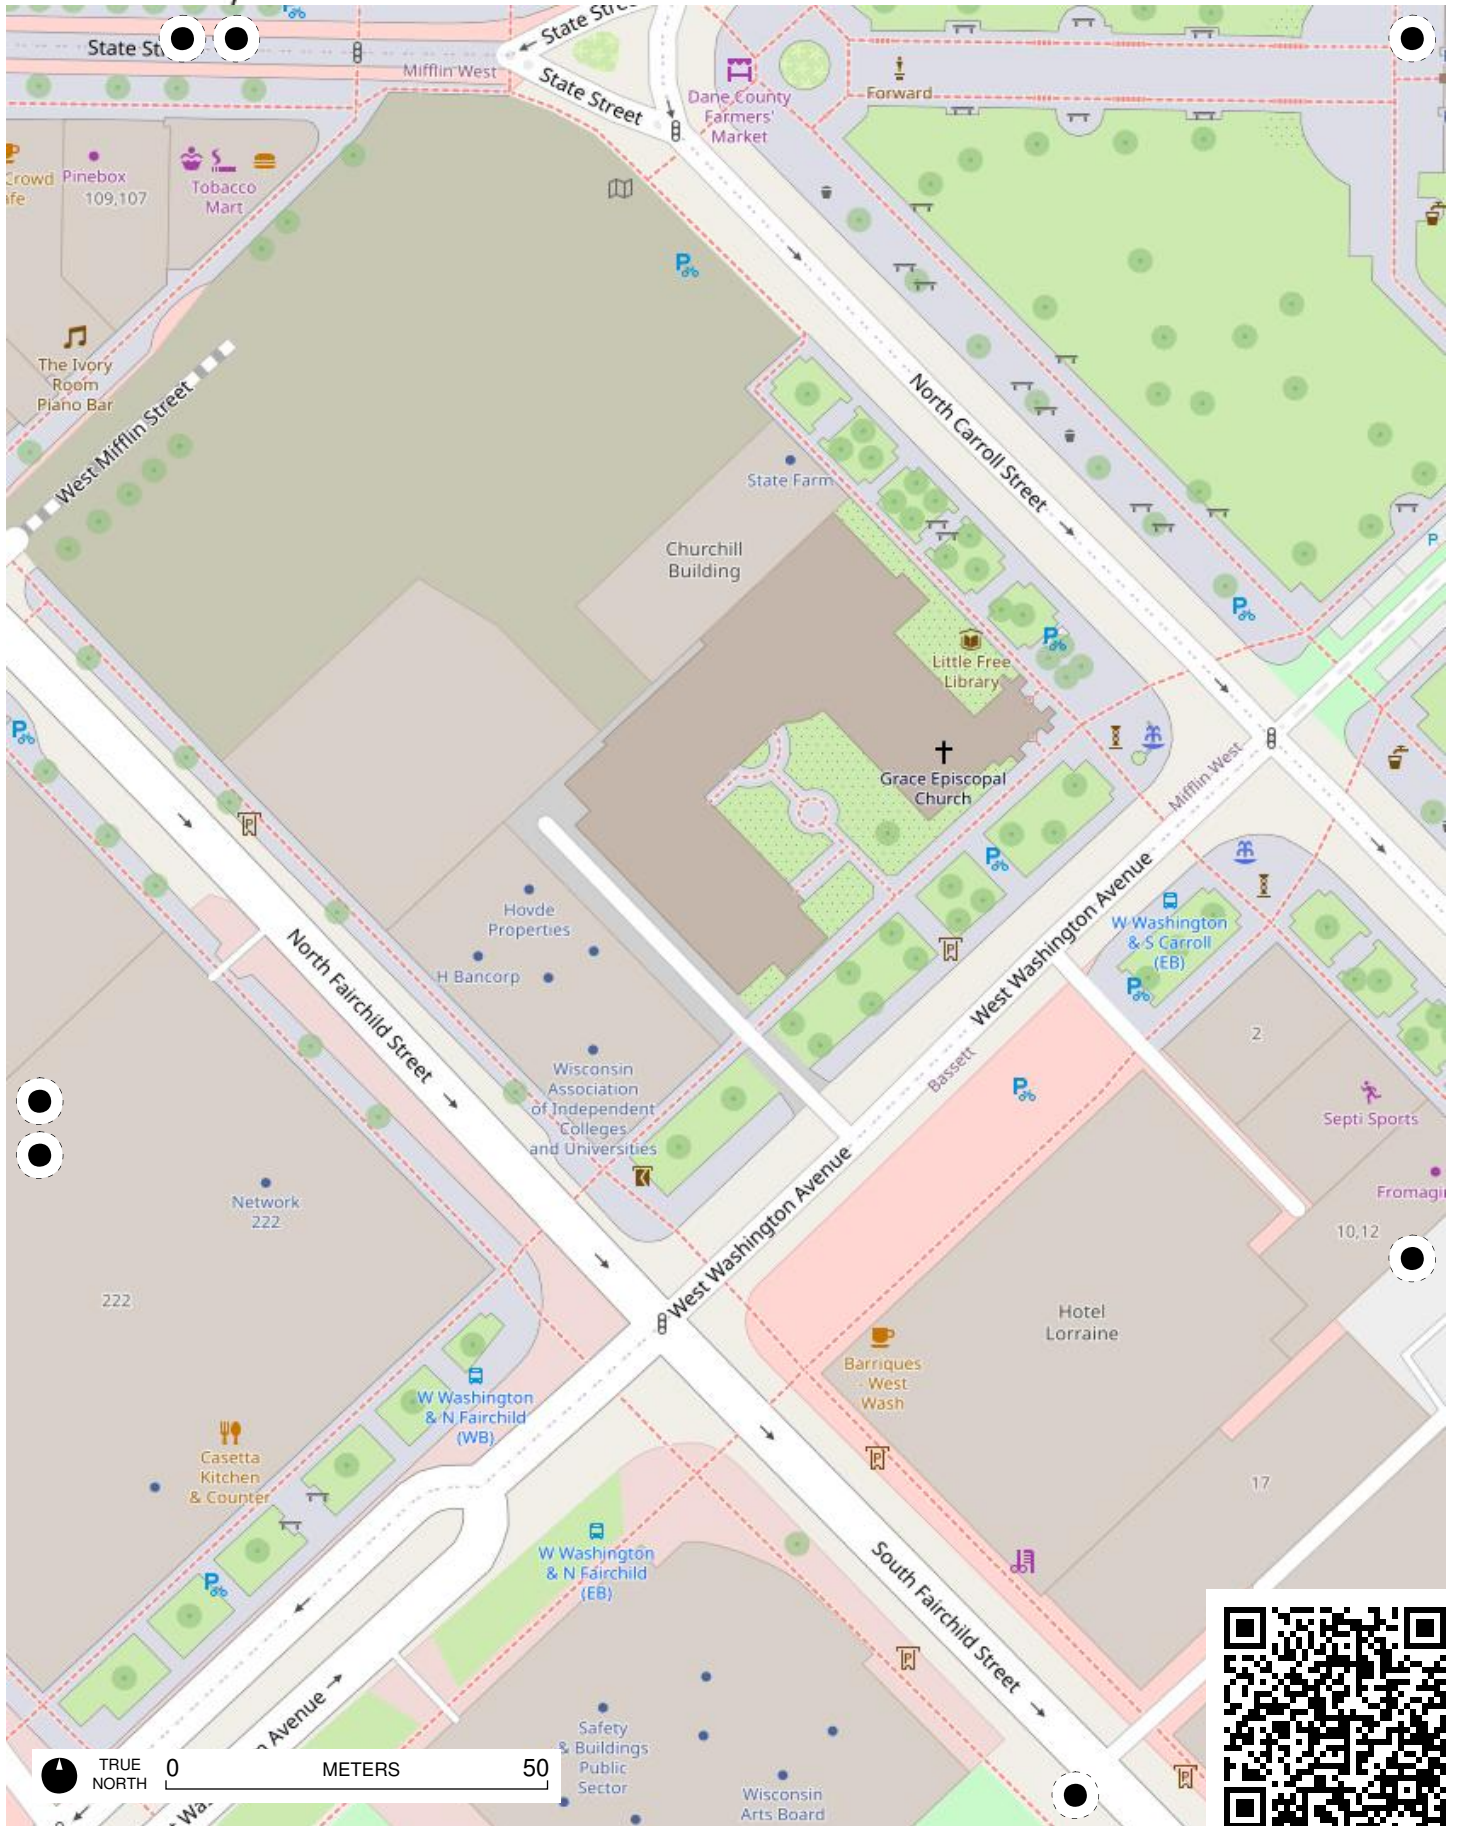 State Street
State Street
Mifflin West
Dane County
Farmers'
Market
Forward
Crowd
Pinebox
109,107
Tobacco
Mart
The Ivory
Room
Piano Bar
West Mifflin Street
North Carroll Street
State Farm
Churchill
Building
P
Little Free
Library
Grace Episcopal
Church
Mifflin West
West Washington Avenue
W Washington
& S Carroll
(EB)
Hovde
Properties
H Bancorp
North Fairchild Street
Bassett
2
Wisconsin
Association
of Independent
Colleges
and Universities
Septi Sports
10,12
West Washington Avenue
Network
222
222
Hotel
Lorraine
Barriques
- West
Wash
W Washington
& N Fairchild
(WB)
Casetta
Kitchen
& Counter
17
W Washington
& N Fairchild
(EB)
South Fairchild Street
Avenue
Safety
& Buildings
Public
Sector
Wisconsin
Arts Board
TRUE
NORTH
0 METERS 50